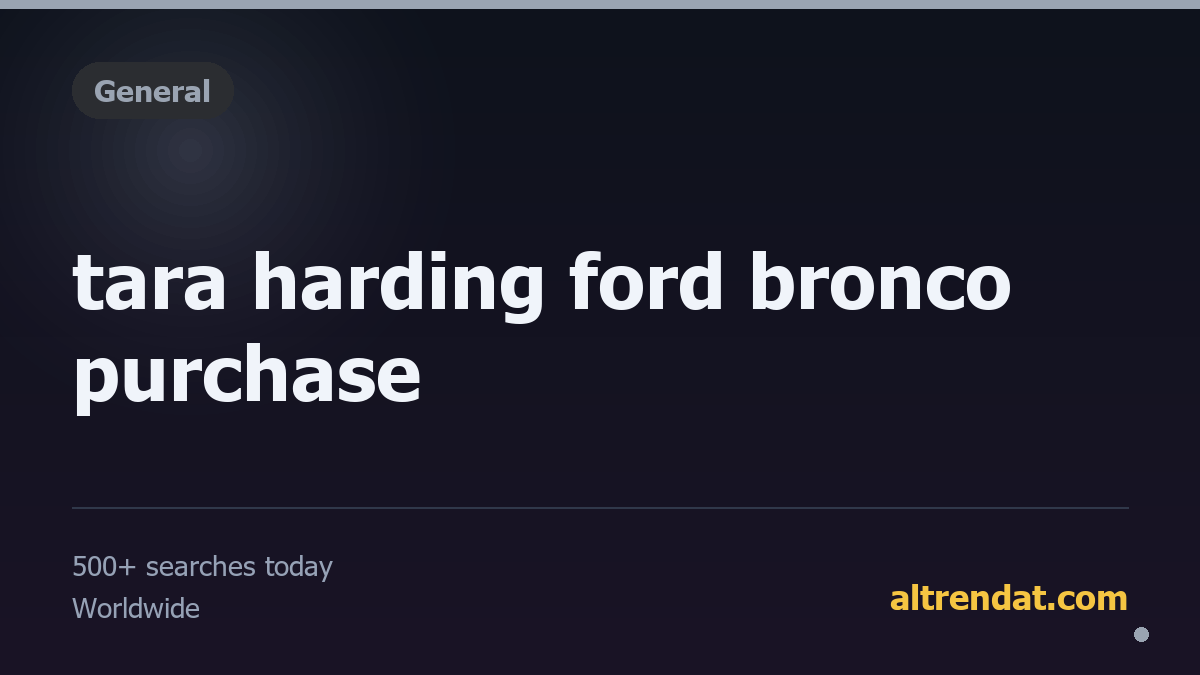 General
tara harding ford bronco
purchase
500+ searches today
Worldwide
altrendat.com